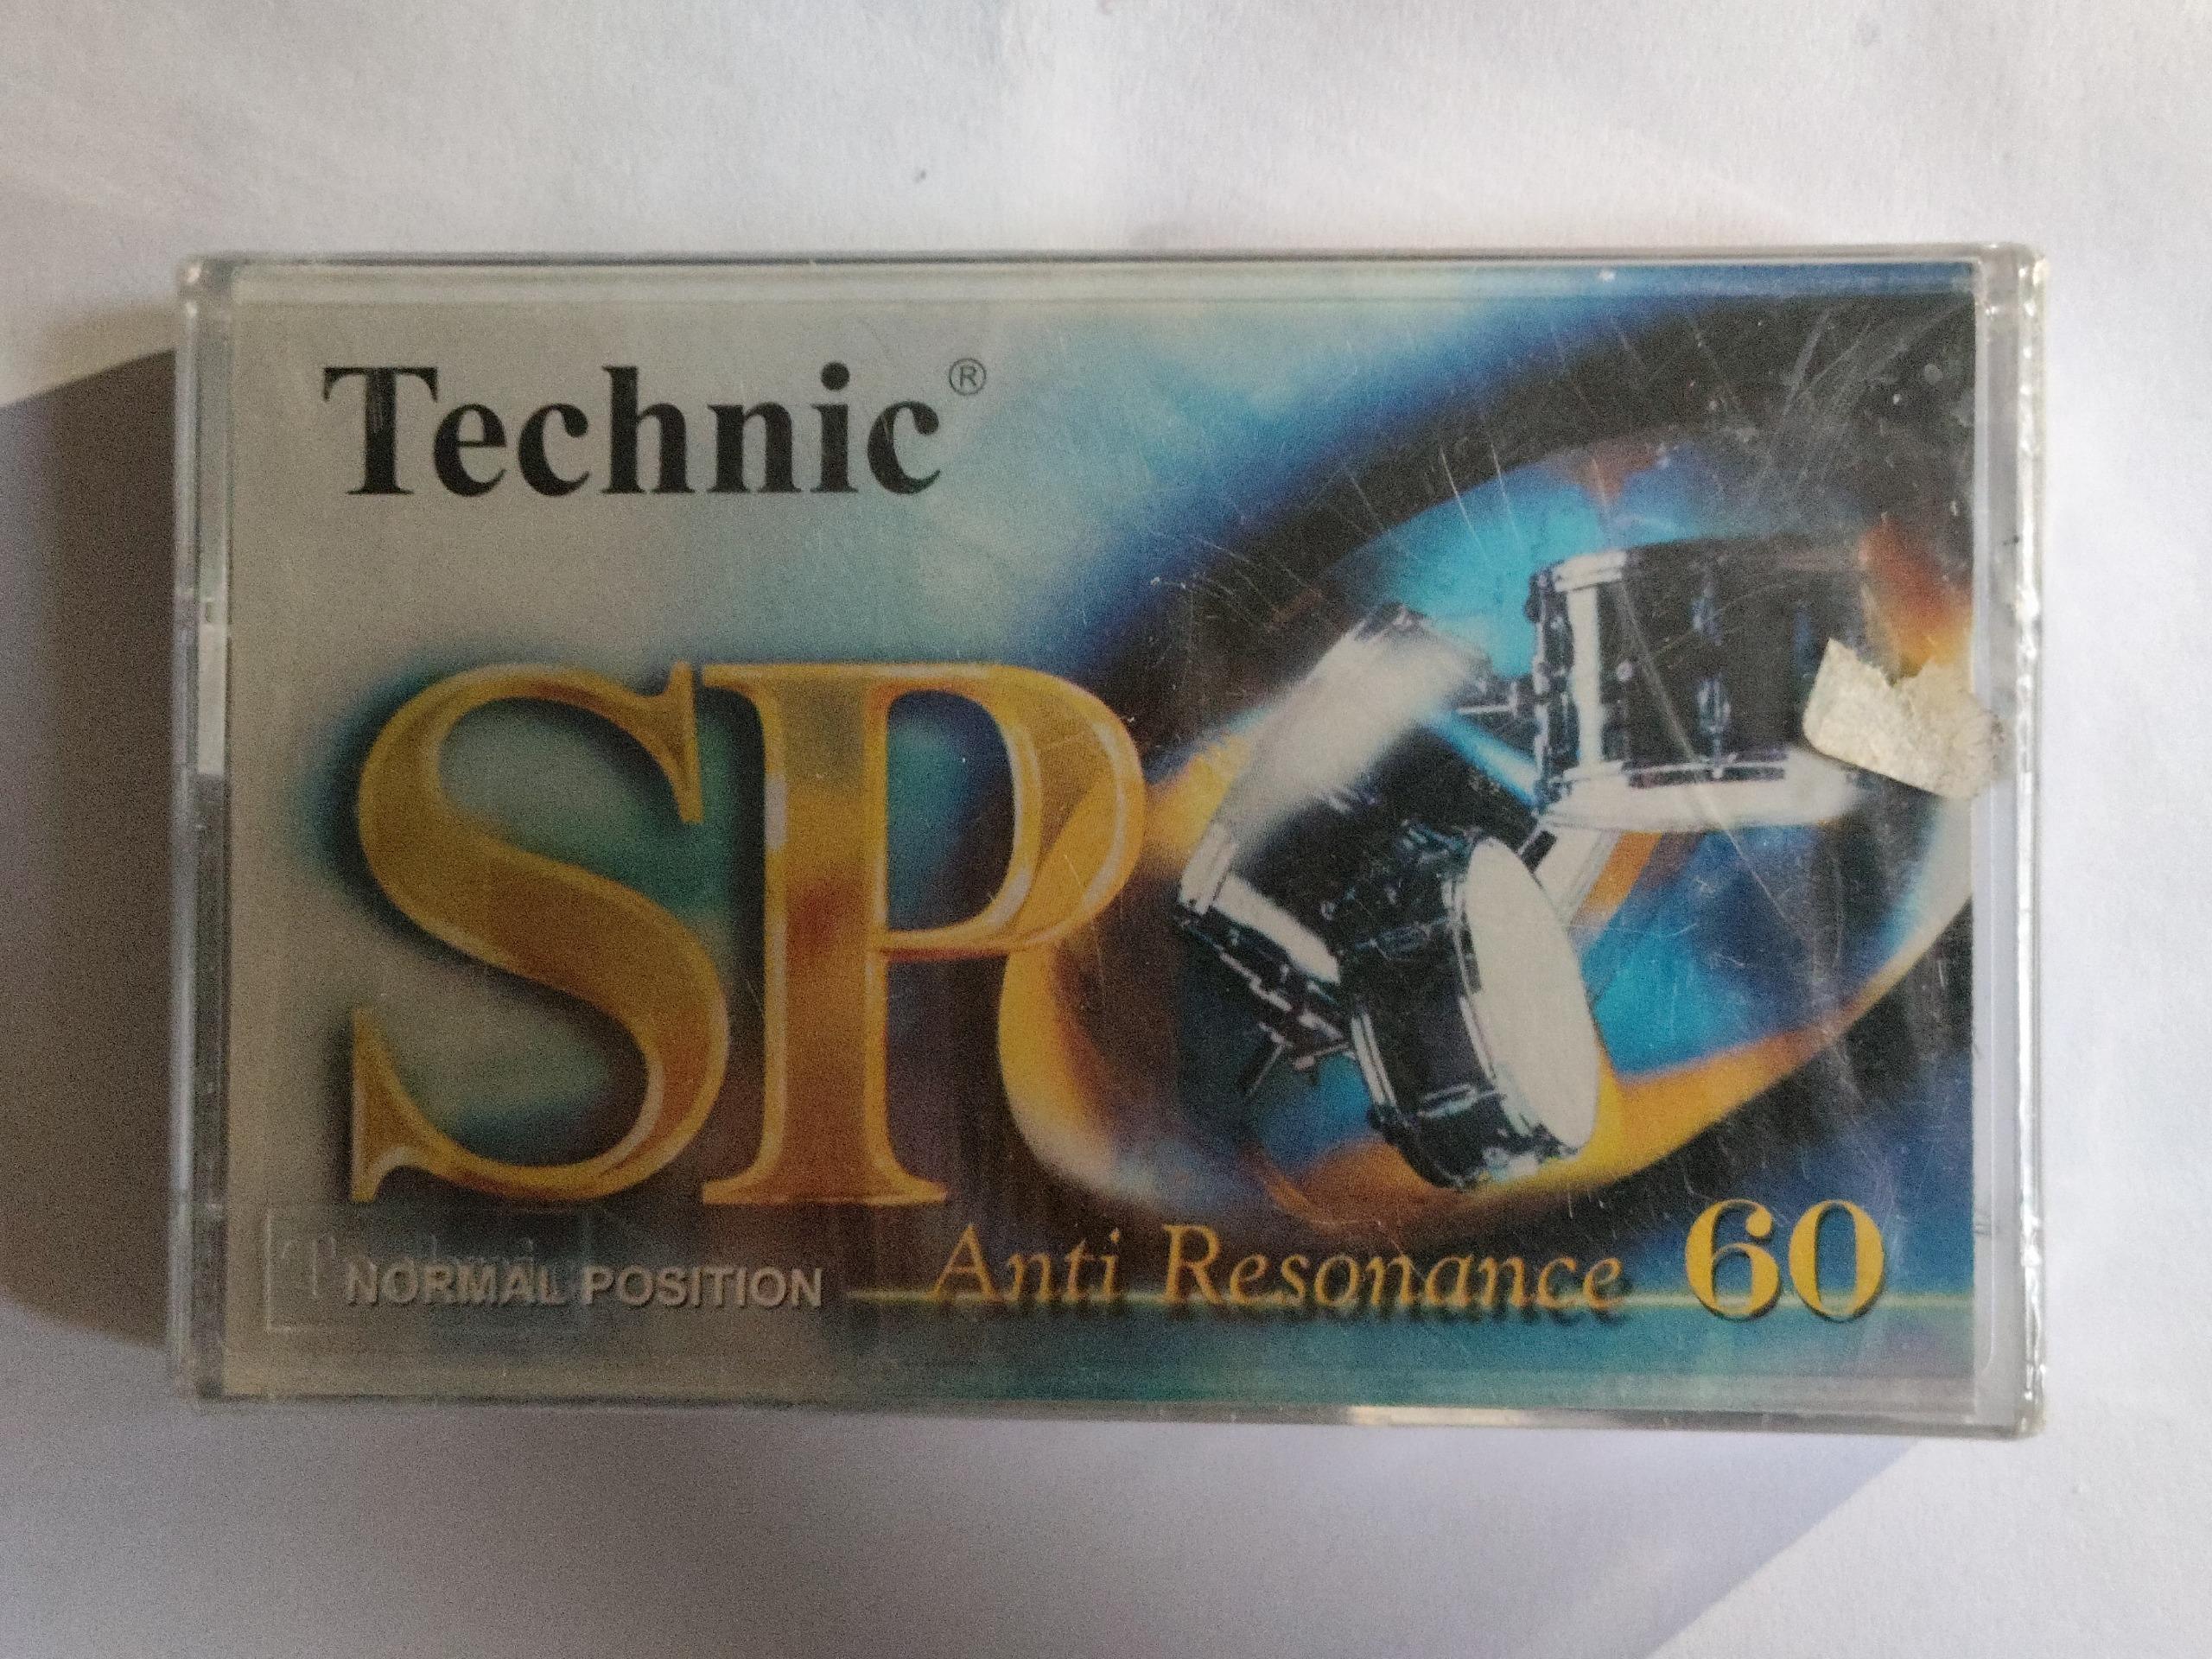 Technic®
SP
NORMAL POSITION
Anti Resonance 60